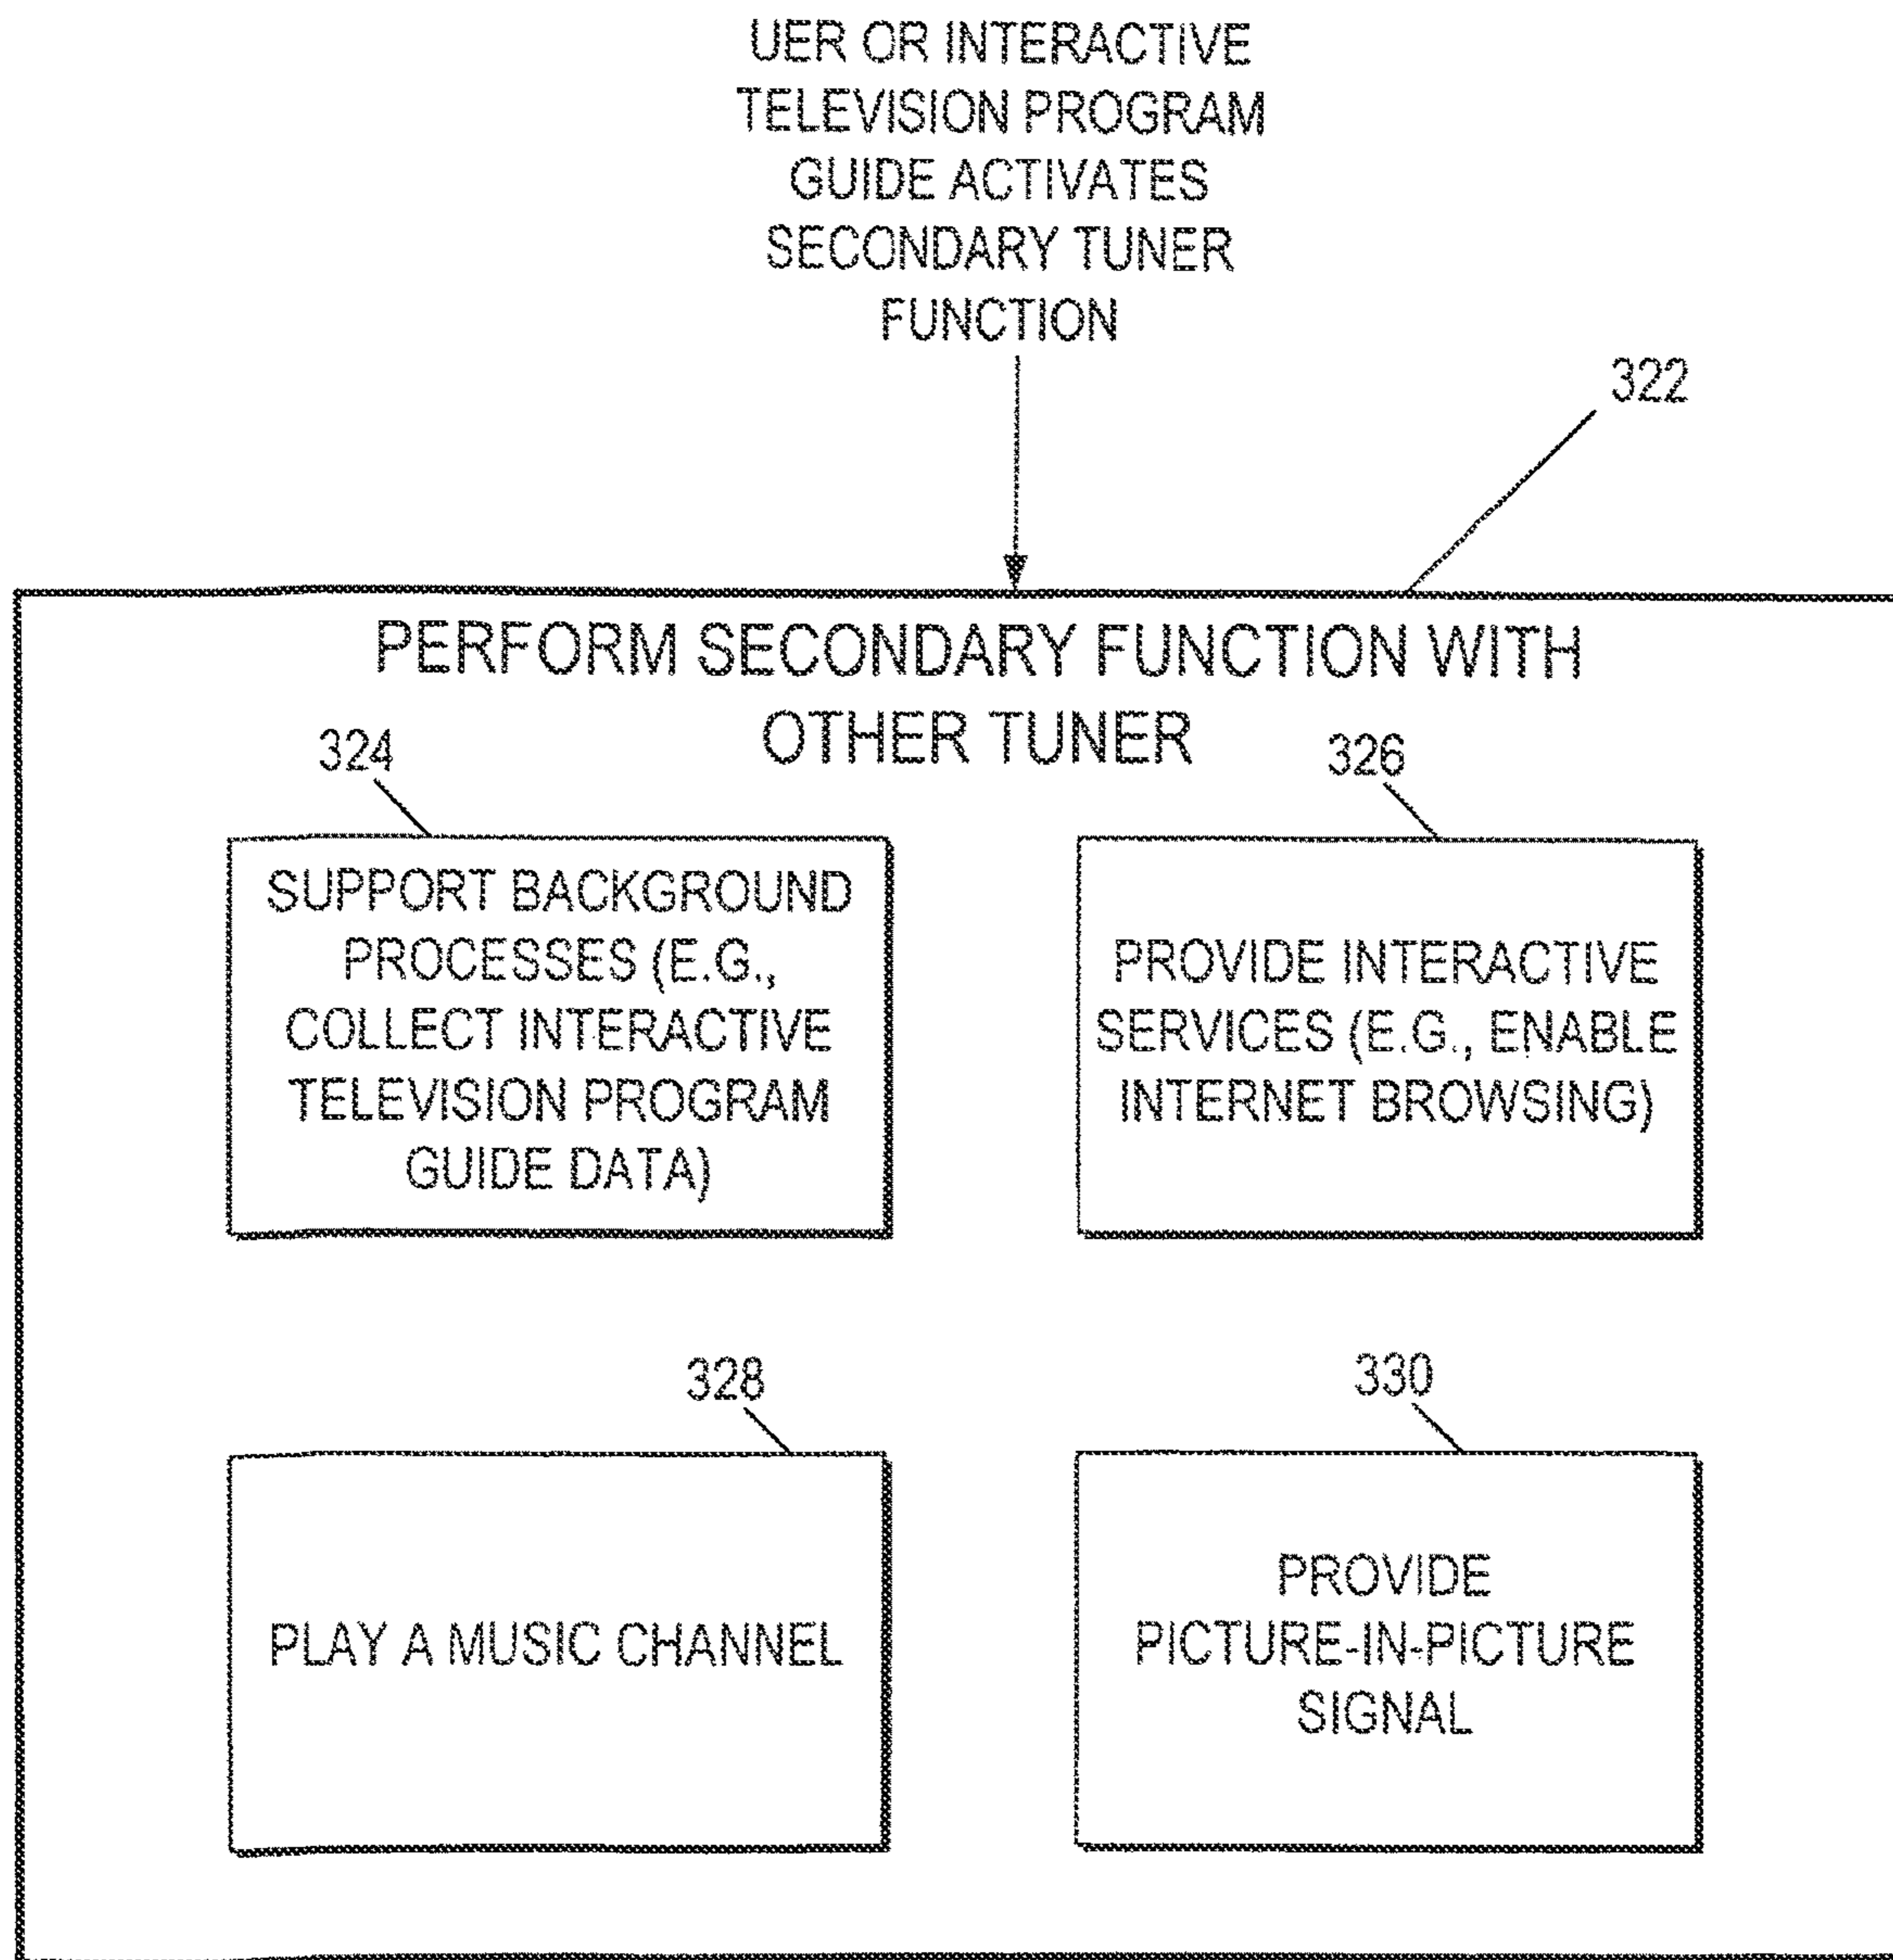 UER OR INTERACTIVE
TELEVISION PROGRAM
GUIDE ACTIVATES
SECONDARY TUNER
FUNCTION
322
PERFORM SECONDARY FUNCTION WITH
OTHER TUNER
324
SUPPORT BACKGROUND
PROCESSES (E.G.,
COLLECT INTERACTIVE
TELEVISION PROGRAM
GUIDE DATA)
326
PROVIDE INTERACTIVE
SERVICES (E.G., ENABLE
INTERNET BROWSING)
328
PLAY A MUSIC CHANNEL
330
PROVIDE
PICTURE-IN-PICTURE
SIGNAL